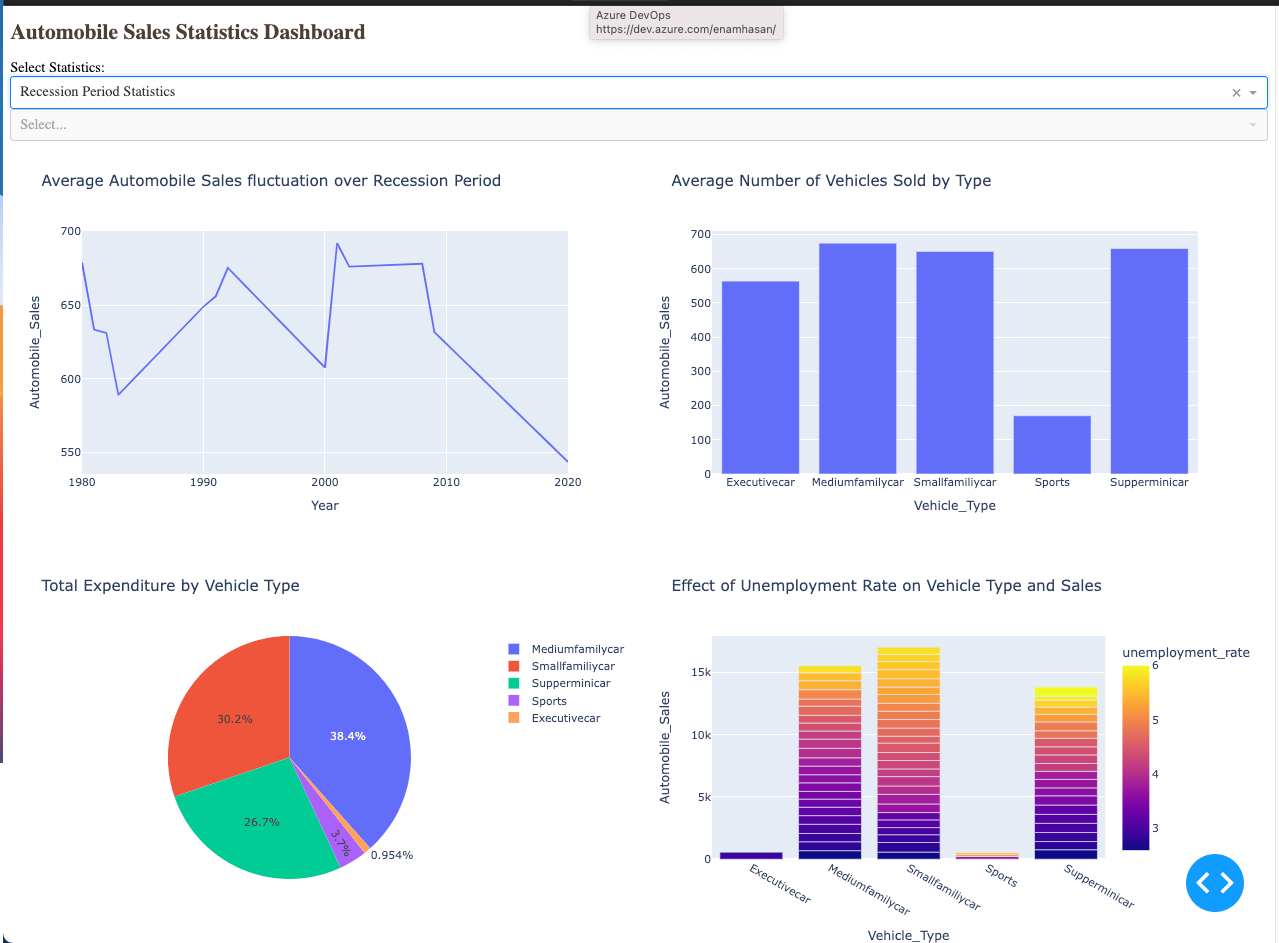 Azure DevOps
https://dev.azure.com/enamhasan/
Automobile Sales Statistics Dashboard
Select Statistics:
Recession Period Statistics
Select...
Average Automobile Sales fluctuation over Recession Period
700
650
600
550
Automobile_Sales
1980 1990 2000 2010 2020
Year
Average Number of Vehicles Sold by Type
700
600
500
400
300
200
100
0
Automobile_Sales
Executivecar Mediumfamilycar Smallfamiliycar Sports Supperminicar
Vehicle_Type
Total Expenditure by Vehicle Type
38.4%
30.2%
26.7%
3.7%
0.954%
Mediumfamilycar
Smallfamiliycar
Supperminicar
Sports
Executivecar
Effect of Unemployment Rate on Vehicle Type and Sales
15k
10k
5k
0
Automobile_Sales
Executivecar Mediumfamilycar Smallfamiliycar Sports Supperminicar
Vehicle_Type
unemployment_rate
6
5
4
3